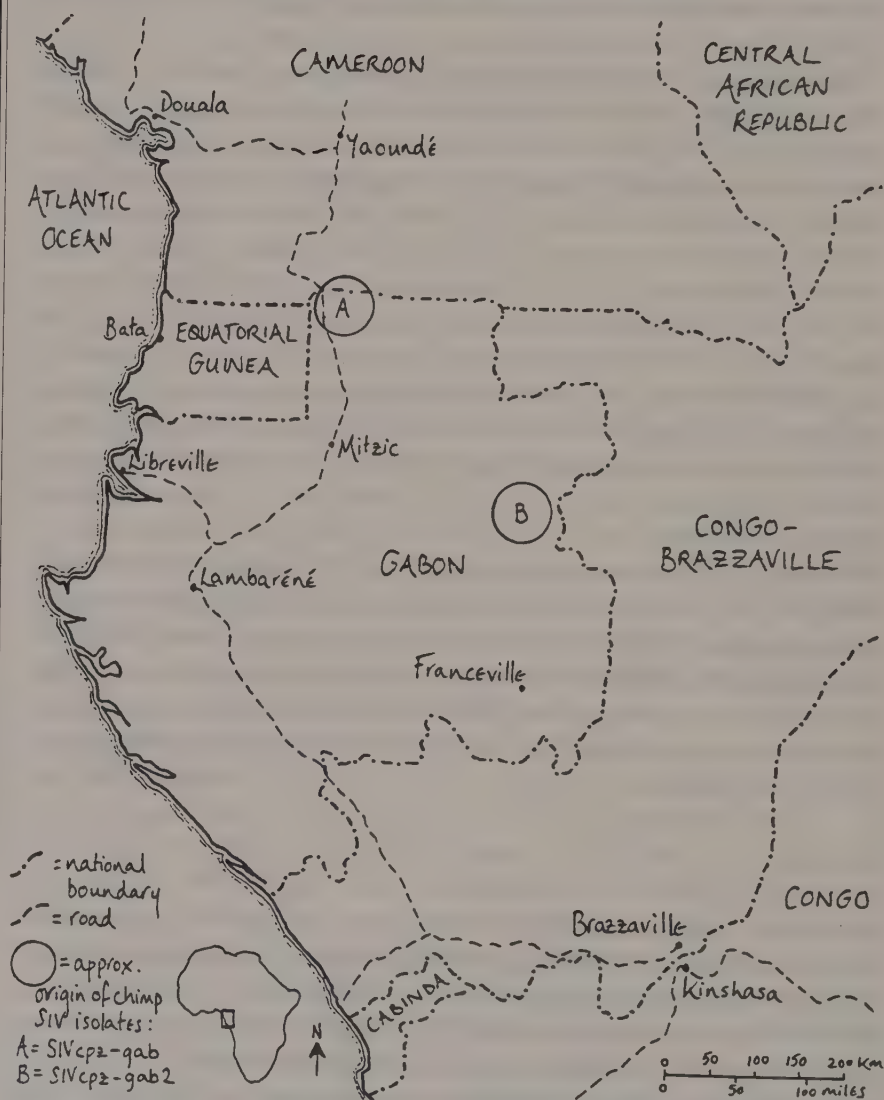 CAMEROON
CENTRAL
AFRICAN
REPUBLIC
Douala
Yaoundé
ATLANTIC
OCEAN
A
Bata
EQUATORIAL
GUINEA
Mitzic
Libreville
B
CONGO-
BRAZZAVILLE
GABON
Lambaréné
Franceville
= national
boundary
= road
CONGO
Brazzaville
= approx.
origin of chimp
SIV isolates:
A = SIVcpz-gab
B = SIVcpz-gab2
N
CABINDA
Kinshasa
0 50 100 150 200 KM
0 50 100 miles